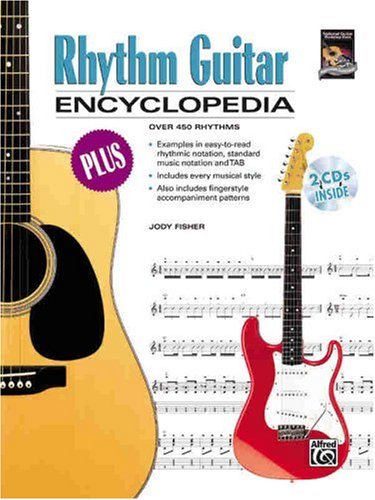 Rhythm Guitar
ENCYCLOPEDIA
OVER 450 RHYTHMS
PLUS
• Examples in easy-to-read
rhythmic notation, standard
music notation and TAB
• Includes every musical style
• Also includes fingerstyle
accompaniment patterns
2 CDs
INSIDE
JODY FISHER
Alfred